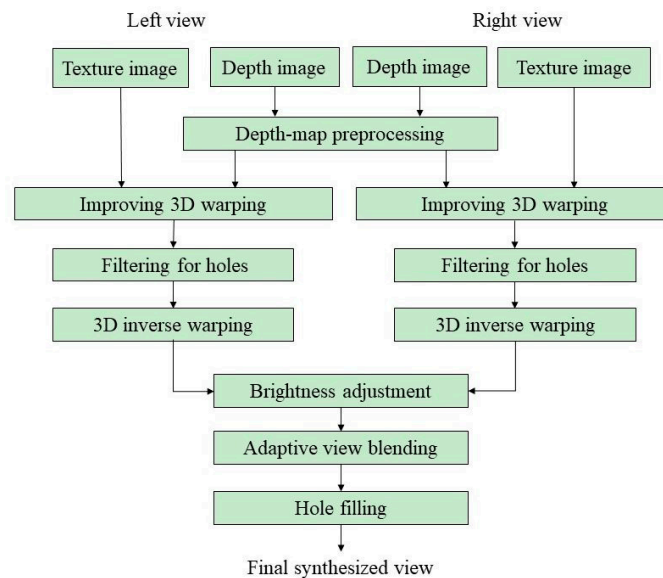 Left view
Right view
Texture image
Depth image
Depth image
Texture image
Depth-map preprocessing
Improving 3D warping
Improving 3D warping
Filtering for holes
Filtering for holes
3D inverse warping
3D inverse warping
Brightness adjustment
Adaptive view blending
Hole filling
Final synthesized view